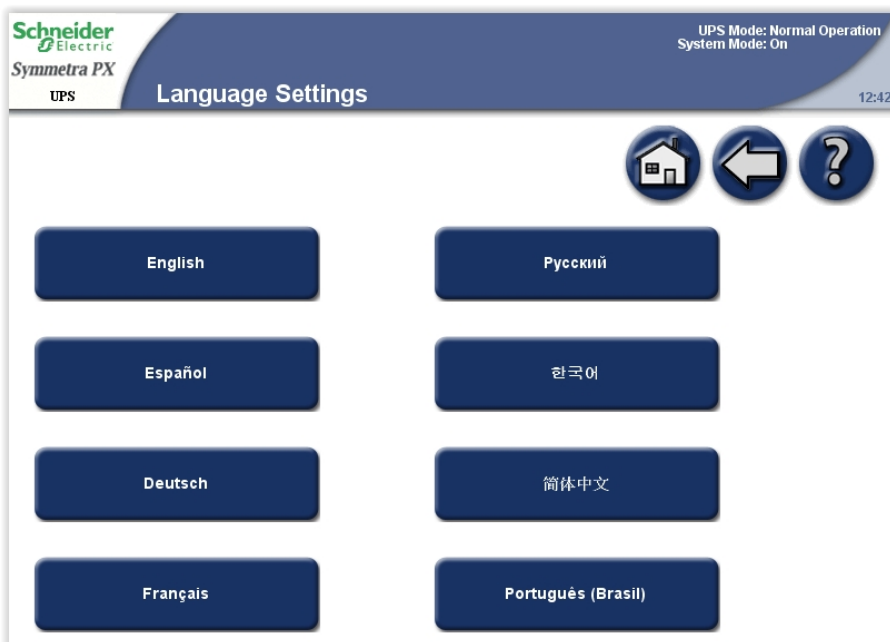 Schneider
Electric
Symmetra PX
UPS
Language Settings
UPS Mode: Normal Operation
System Mode: On
12:42
?
English
Русский
Español
한국어
Deutsch
简体中文
Français
Português (Brasil)